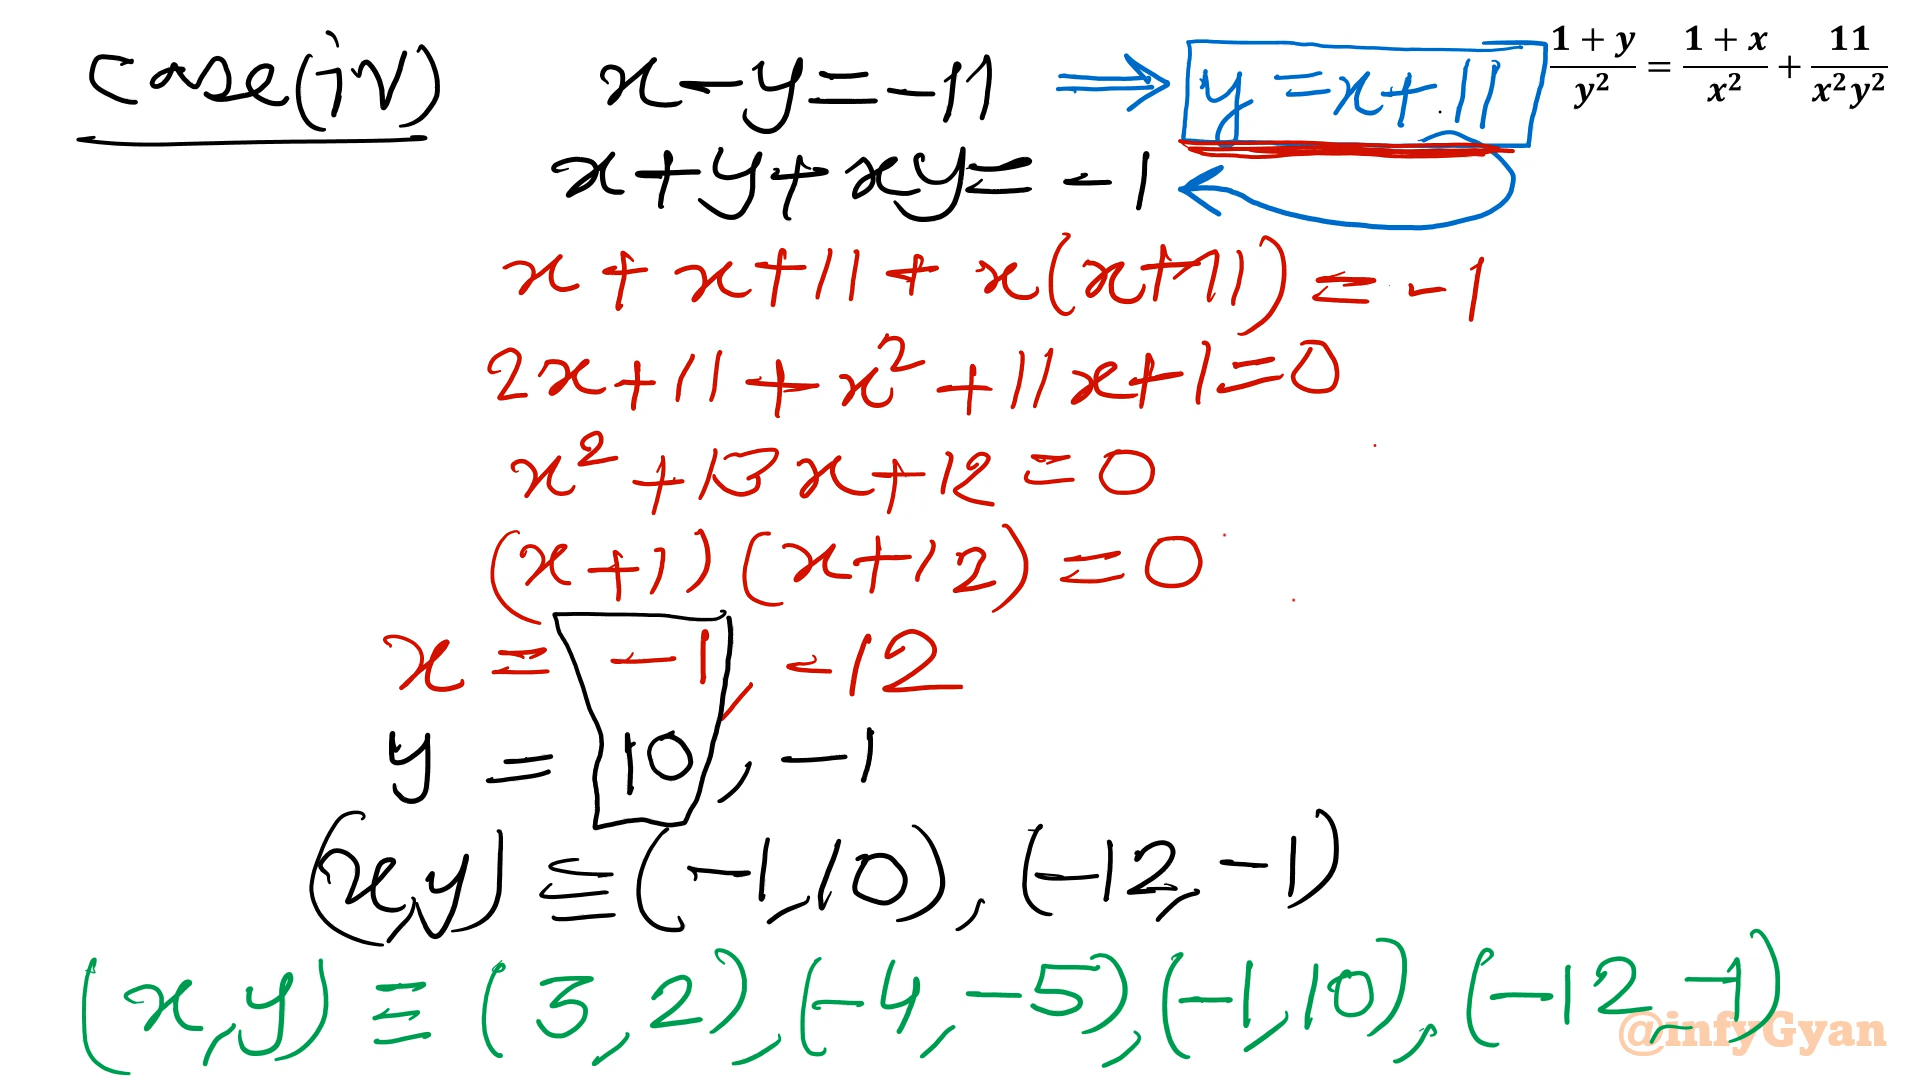 case(iv) x-y=-11 ⟹ y=x+11
1+y/y² = 1+x/x² + 11/x²y²
x+y+xy=-1
x+x+11+x(x+11)=-1
2x+11+x²+11x+1=0
x²+13x+12=0
(x+1)(x+12)=0
x=-1,-12
y=10,-1
(x,y)≡(-1,10),(-12,-1)
(x,y)≡(3,2),(-4,-5),(-1,10),(-12,-1)
@infyGyan